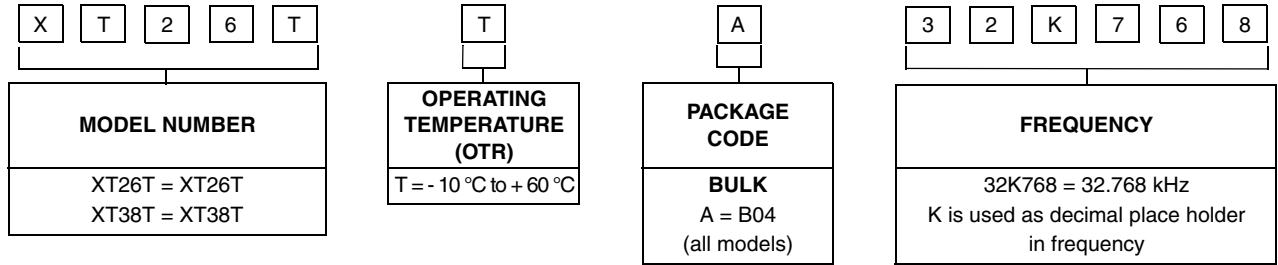 X T 2 6 T T A 3 2 K 7 6 8
MODEL NUMBER
XT26T = XT26T
XT38T = XT38T
OPERATING
TEMPERATURE
(OTR)
T = - 10 °C to + 60 °C
PACKAGE
CODE
BULK
A = B04
(all models)
FREQUENCY
32K768 = 32.768 kHz
K is used as decimal place holder
in frequency